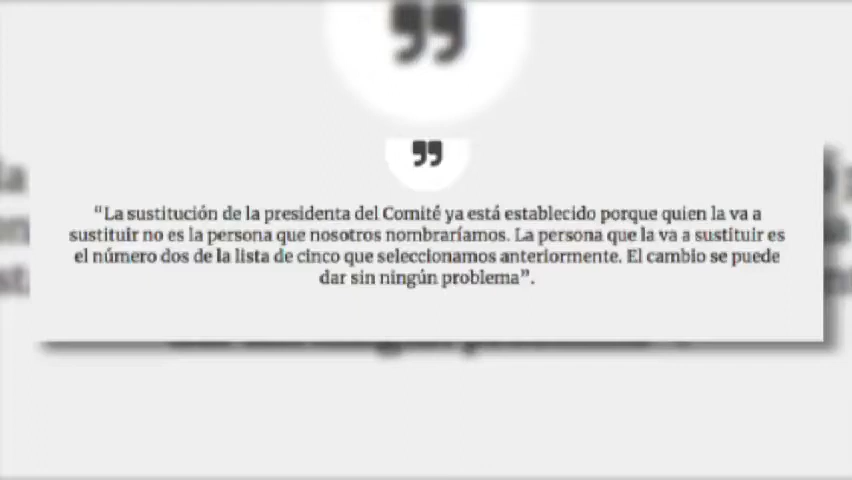 “La sustitución de la presidenta del Comité ya está establecido porque quien la va a
sustituir no es la persona que nosotros nombraríamos. La persona que la va a sustituir es
el número dos de la lista de cinco que seleccionamos anteriormente. El cambio se puede
dar sin ningún problema”.